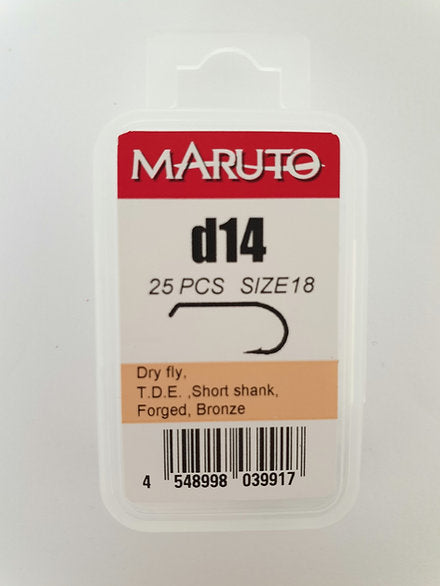 MARUTO
d14
25 PCS SIZE18
Dry fly,
T.D.E. ,Short shank,
Forged, Bronze
4 548998 039917